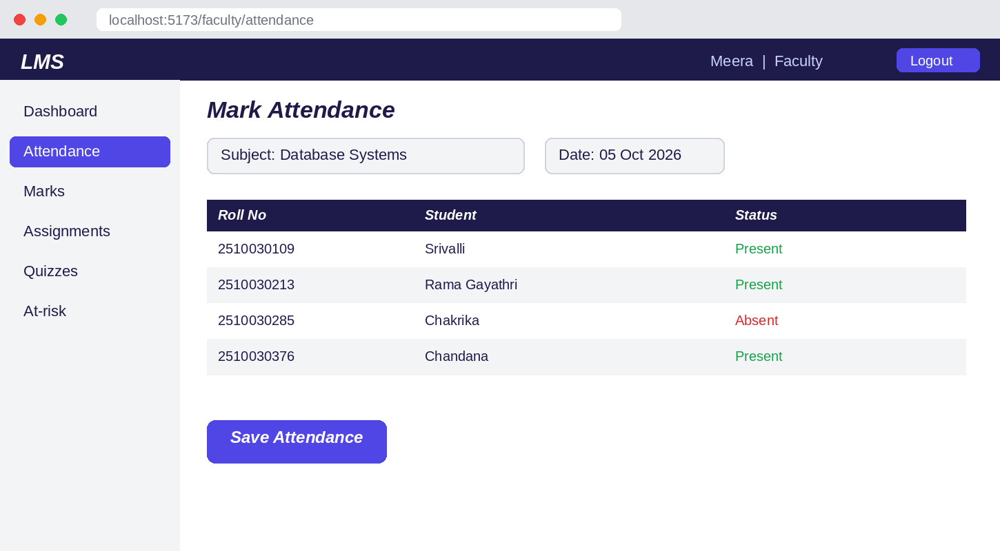 localhost:5173/faculty/attendance
LMS
Meera | Faculty
Logout
Dashboard
Attendance
Marks
Assignments
Quizzes
At-risk
Mark Attendance
Subject: Database Systems
Date: 05 Oct 2026
Roll No Student Status
2510030109 Srivalli Present
2510030213 Rama Gayathri Present
2510030285 Chakrika Absent
2510030376 Chandana Present
Save Attendance